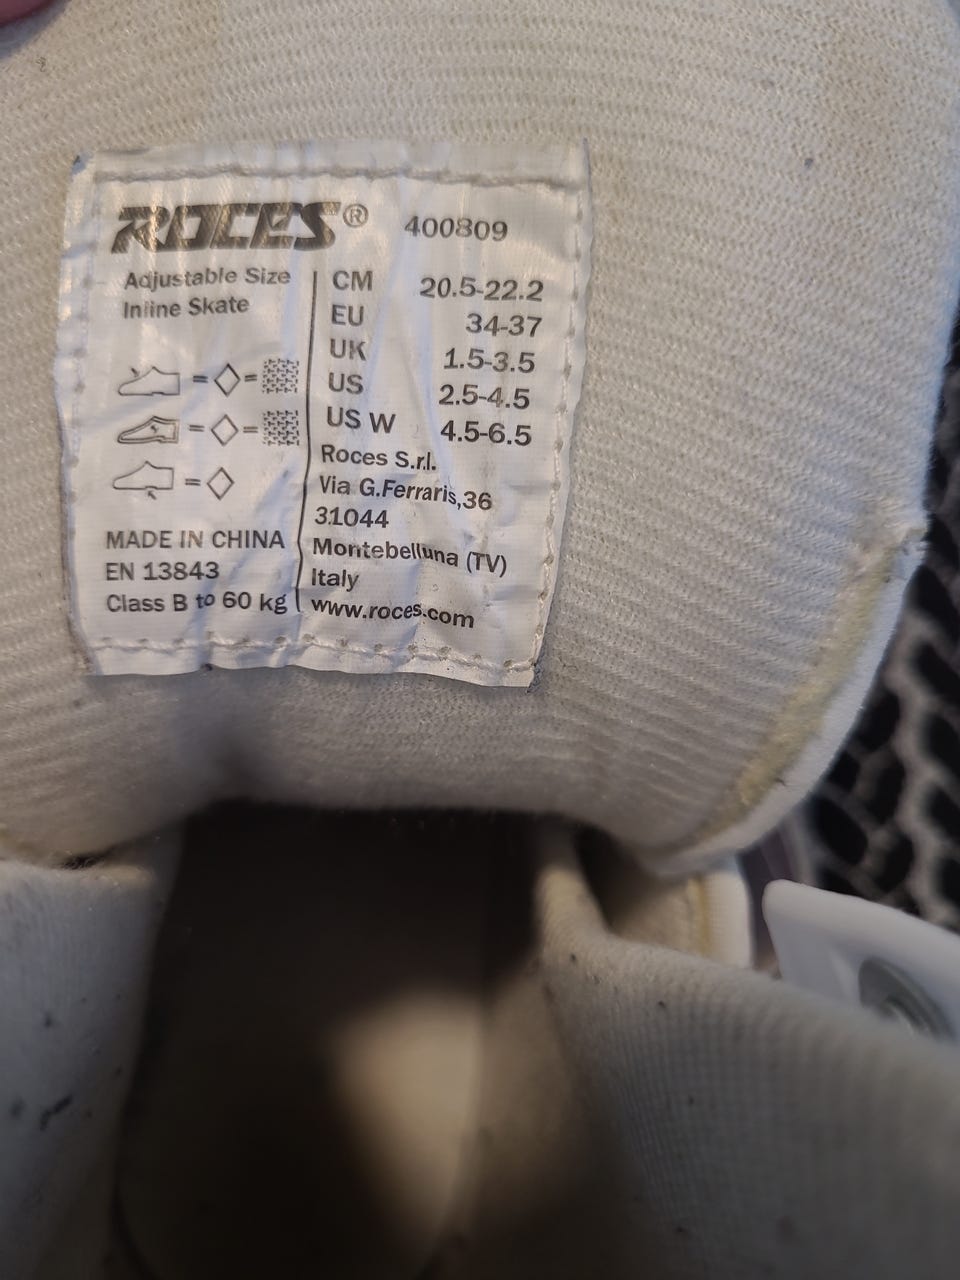 ROCES® 400809
Adjustable Size
Inline Skate
CM 20.5-22.2
EU 34-37
UK 1.5-3.5
US 2.5-4.5
US W 4.5-6.5
= =
= =
=
MADE IN CHINA
EN 13843
Class B to 60 kg
Roces S.r.l.
Via G.Ferraris,36
31044
Montebelluna (TV)
Italy
www.roces.com